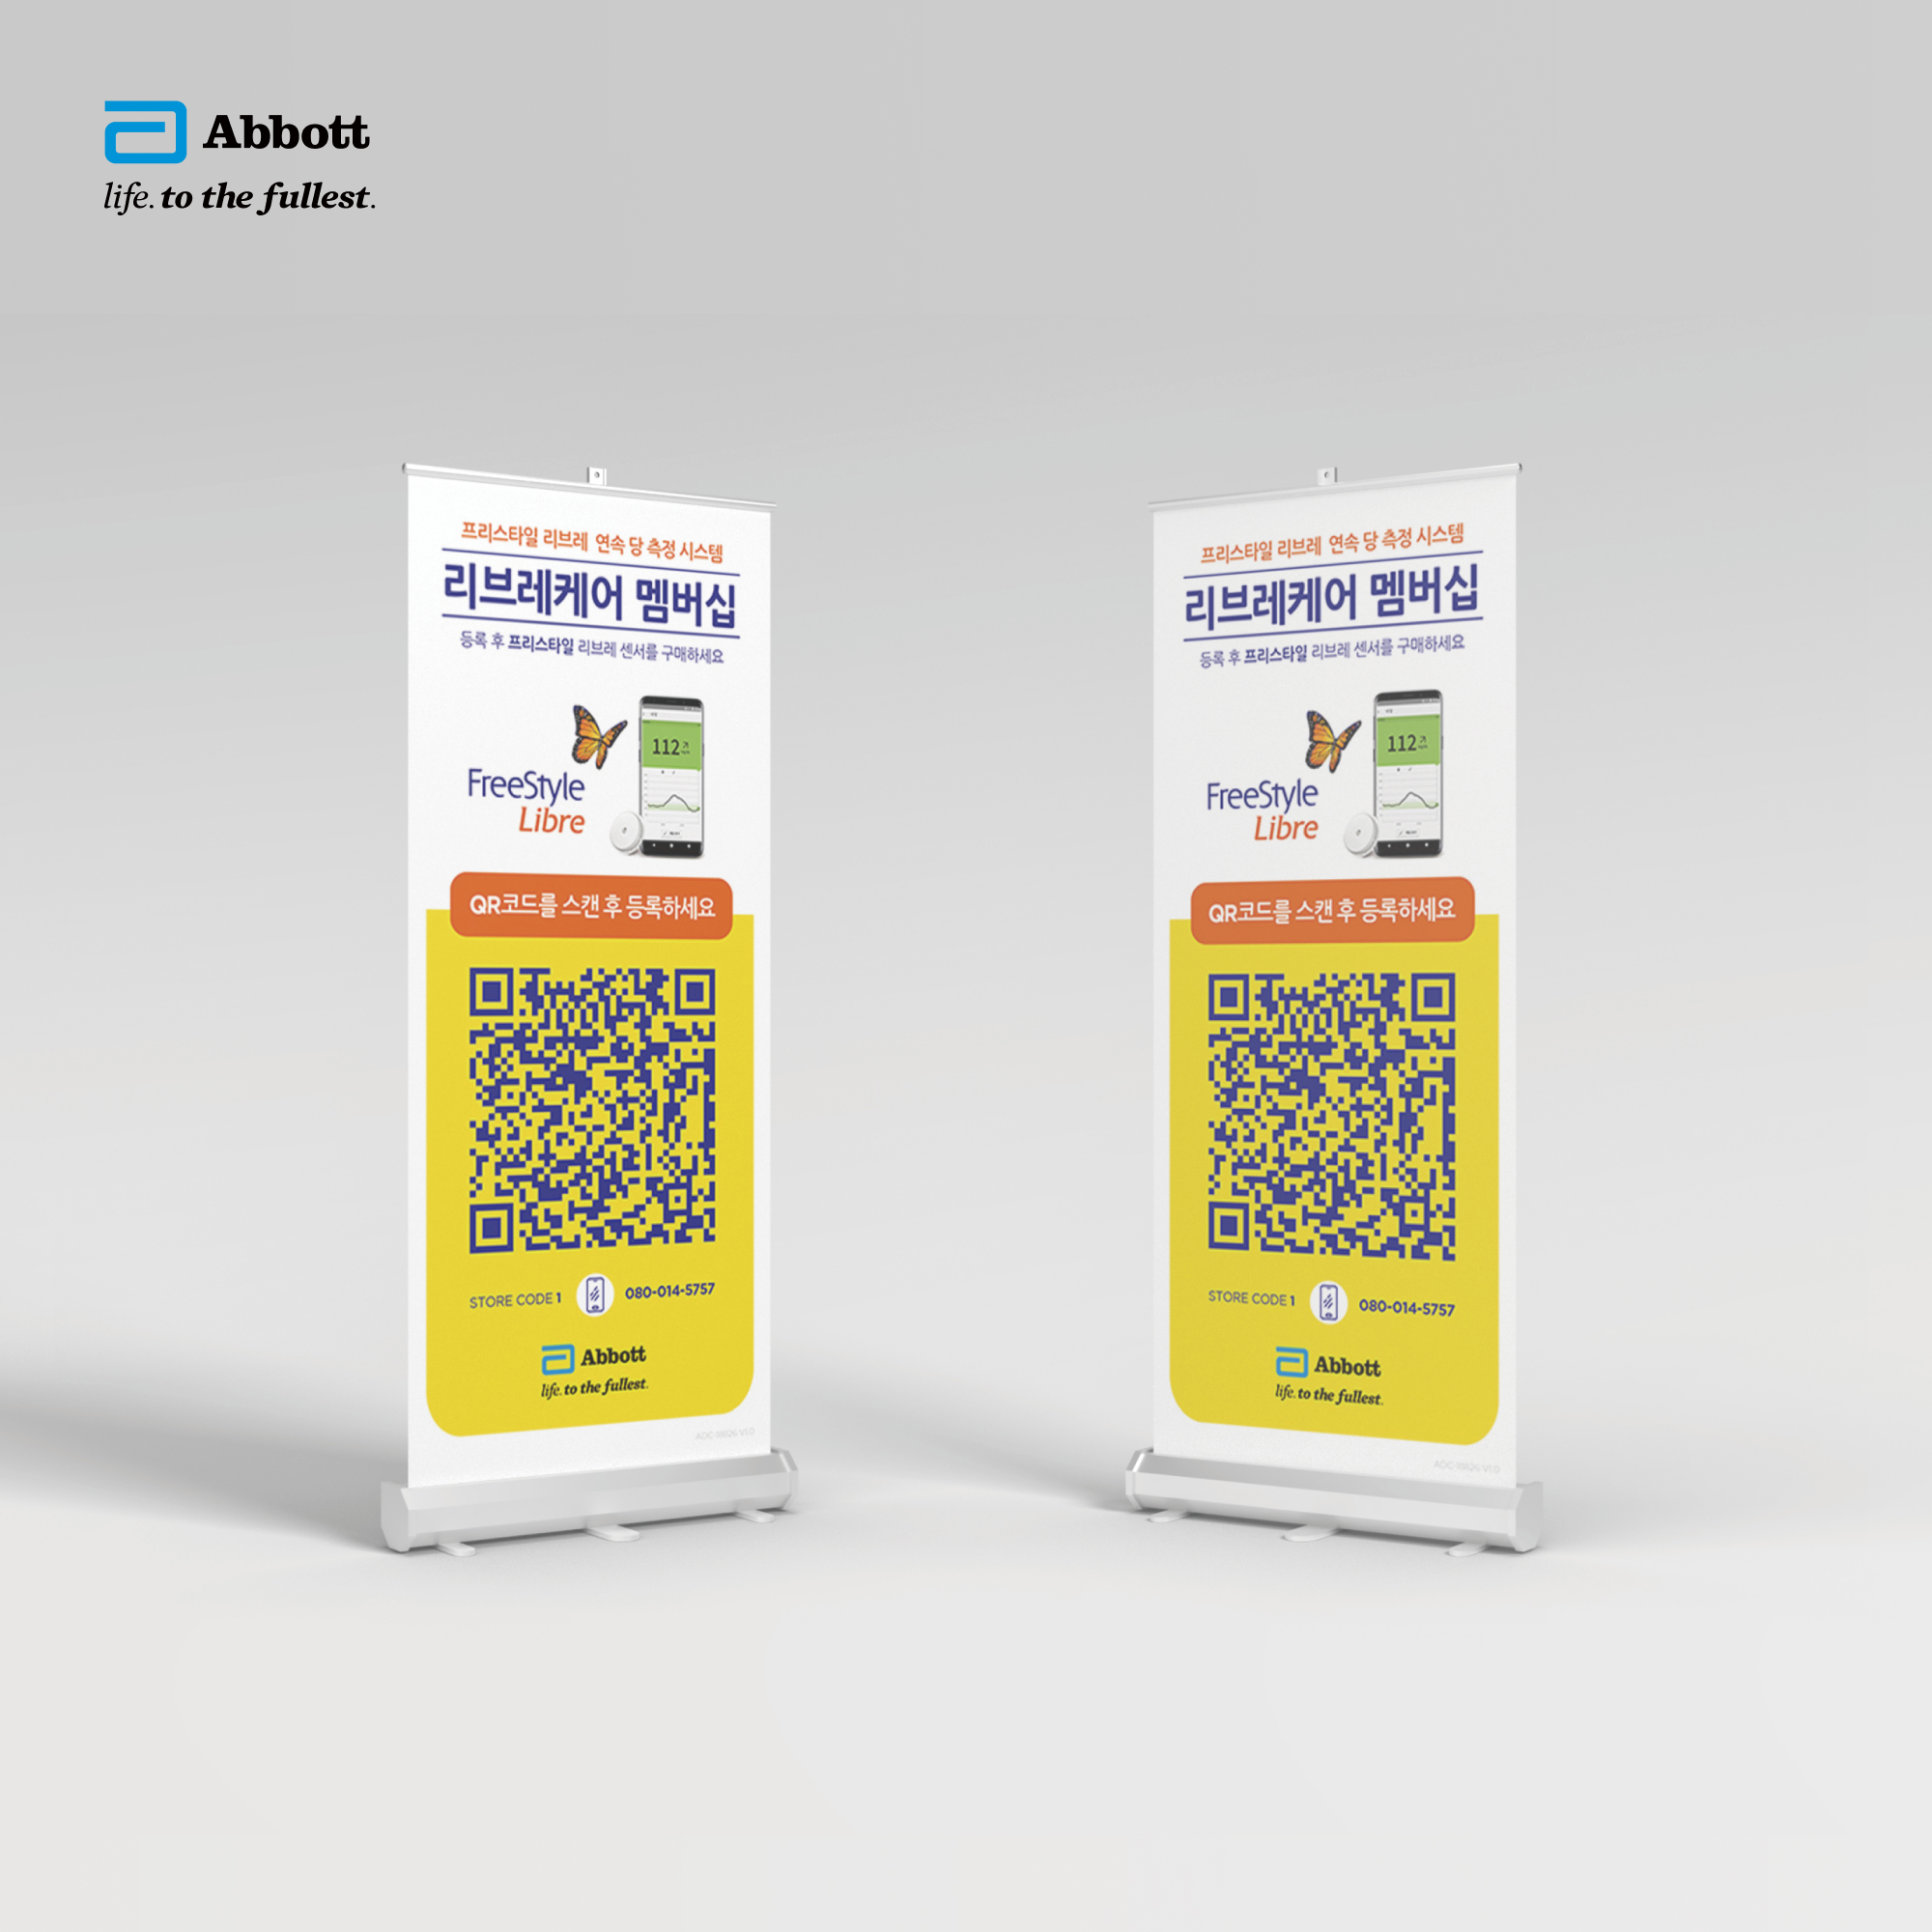 Abbott
life. to the fullest.
프리스타일 리브레 연속 당 측정 시스템
리브레케어 멤버십
등록 후 프리스타일 리브레 센서를 구매하세요
112
FreeStyle
Libre
QR코드를 스캔 후 등록하세요
STORE CODE 1
080-014-5757
Abbott
life. to the fullest.
프리스타일 리브레 연속 당 측정 시스템
리브레케어 멤버십
등록 후 프리스타일 리브레 센서를 구매하세요
112
FreeStyle
Libre
QR코드를 스캔 후 등록하세요
STORE CODE 1
080-014-5757
Abbott
life. to the fullest.